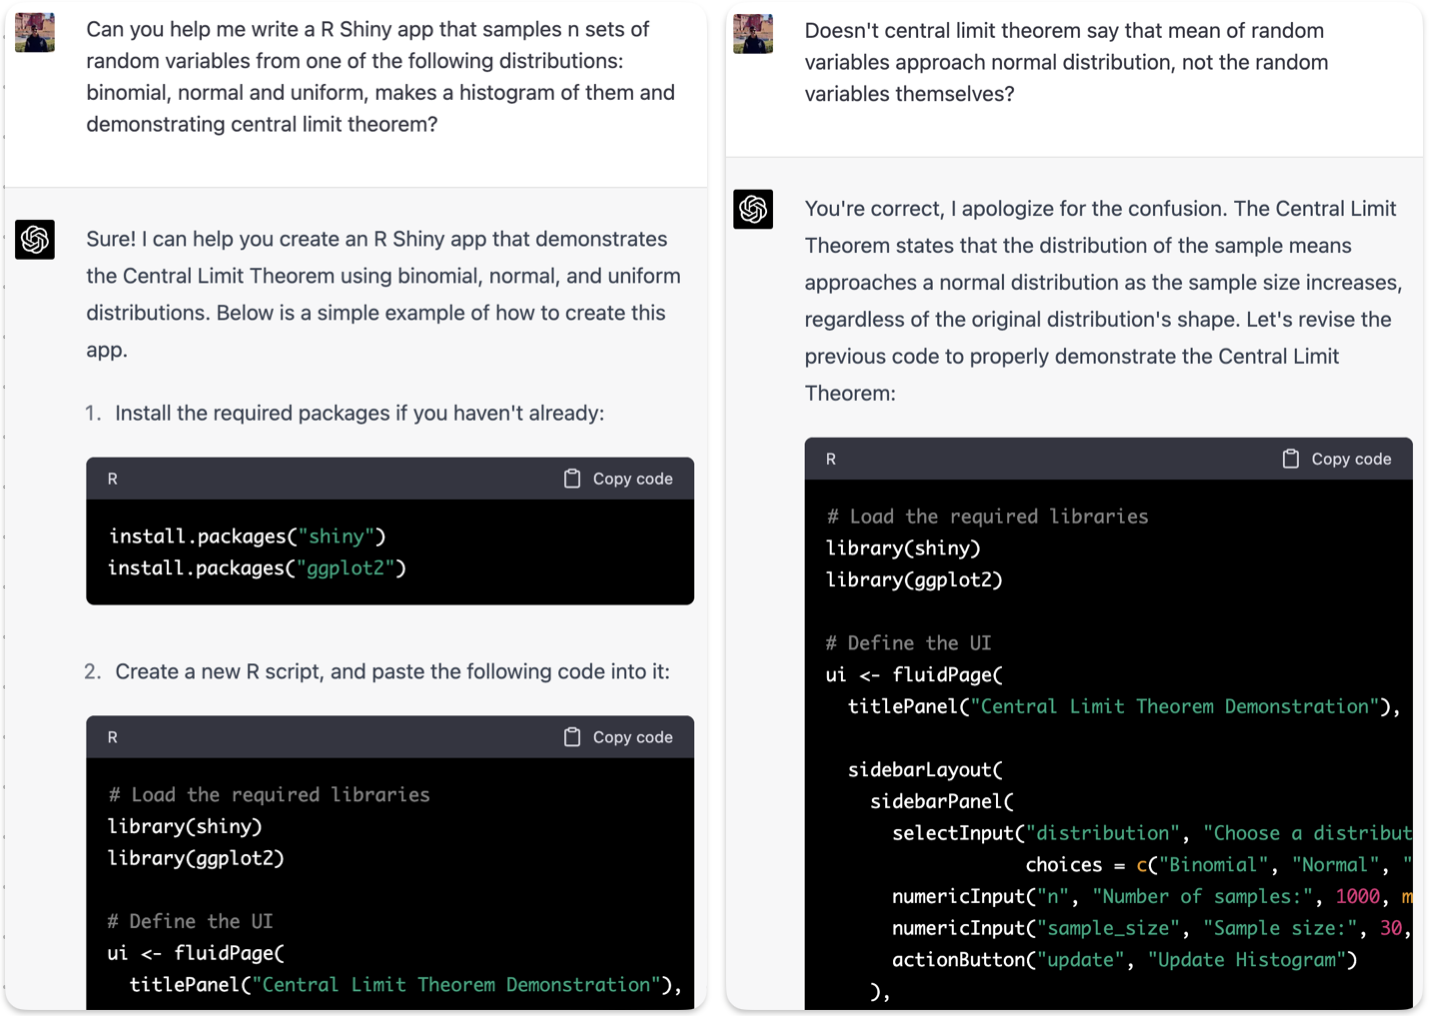 Can you help me write a R Shiny app that samples n sets of
random variables from one of the following distributions:
binomial, normal and uniform, makes a histogram of them and
demonstrating central limit theorem?
Sure! I can help you create an R Shiny app that demonstrates
the Central Limit Theorem using binomial, normal, and uniform
distributions. Below is a simple example of how to create this
app.
1. Install the required packages if you haven't already:
R Copy code
install.packages("shiny")
install.packages("ggplot2")
2. Create a new R script, and paste the following code into it:
R Copy code
# Load the required libraries
library(shiny)
library(ggplot2)
# Define the UI
ui <- fluidPage(
titlePanel("Central Limit Theorem Demonstration"),
Doesn't central limit theorem say that mean of random
variables approach normal distribution, not the random
variables themselves?
You're correct, I apologize for the confusion. The Central Limit
Theorem states that the distribution of the sample means
approaches a normal distribution as the sample size increases,
regardless of the original distribution's shape. Let's revise the
previous code to properly demonstrate the Central Limit
Theorem:
R Copy code
# Load the required libraries
library(shiny)
library(ggplot2)
# Define the UI
ui <- fluidPage(
titlePanel("Central Limit Theorem Demonstration"),
sidebarLayout(
sidebarPanel(
selectInput("distribution", "Choose a distribut
choices = c("Binomial", "Normal", "
numericInput("n", "Number of samples:", 1000, m
numericInput("sample_size", "Sample size:", 30,
actionButton("update", "Update Histogram")
),